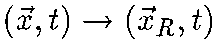 $(\vec{x}, t) \rightarrow (\vec{x}_R, t)$